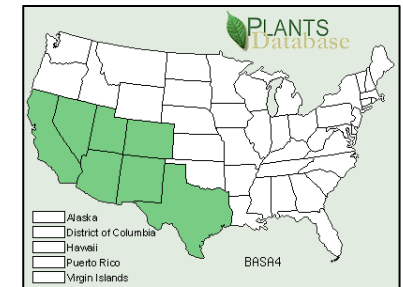 PLANTS
Database
Alaska
District of Columbia
Hawaii
Puerto Rico
Virgin Islands
BASA4